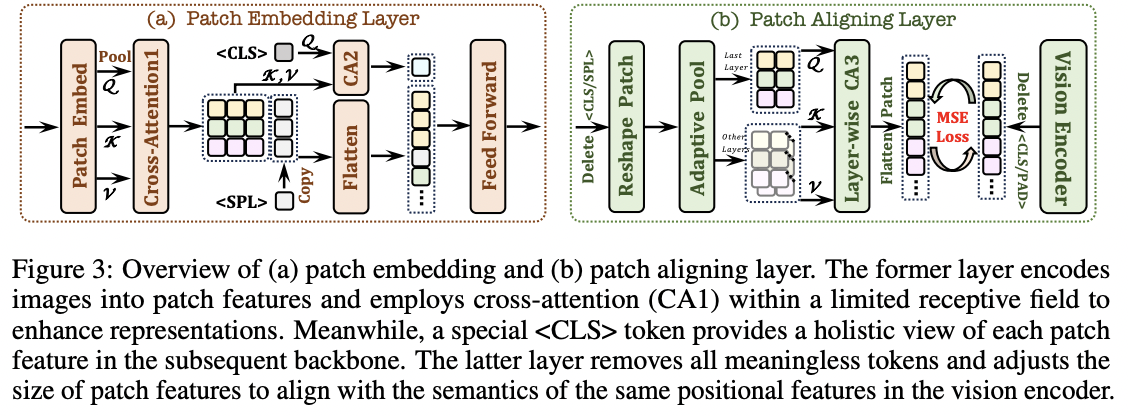 (a) Patch Embedding Layer
Patch Embed
Pool
Q
K
V
Cross-Attention1
<CLS>
Q
K,V
CA2
<SPL>
Copy
Flatten
Feed Forward
(b) Patch Aligning Layer
Delete <CLS/SPL>
Reshape Patch
Adaptive Pool
Last
Layer
Other
Layers
Q
K
V
Layer-wise CA3
Flatten Patch
MSE
Loss
Delete <CLS/PAD>
Vision Encoder
Figure 3: Overview of (a) patch embedding and (b) patch aligning layer. The former layer encodes
images into patch features and employs cross-attention (CA1) within a limited receptive field to
enhance representations. Meanwhile, a special <CLS> token provides a holistic view of each patch
feature in the subsequent backbone. The latter layer removes all meaningless tokens and adjusts the
size of patch features to align with the semantics of the same positional features in the vision encoder.